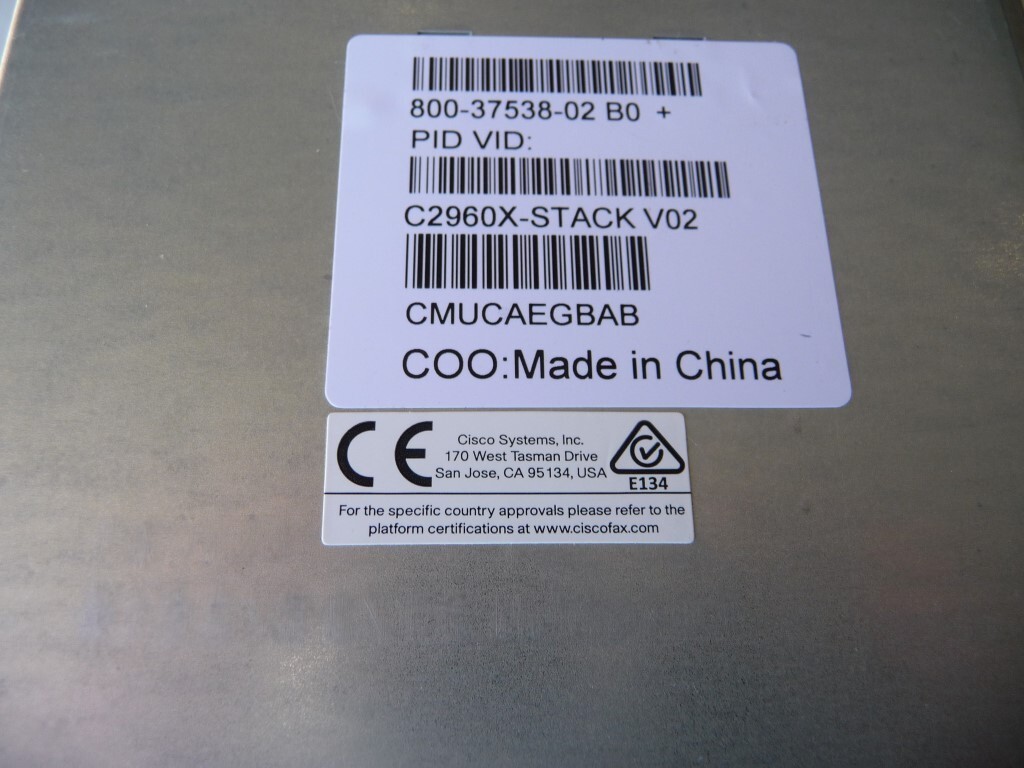 800-37538-02 B0 +
PID VID:
C2960X-STACK V02
CMUCAEGBAB
COO:Made in China
CE
Cisco Systems, Inc.
170 West Tasman Drive
San Jose, CA 95134, USA
E134
For the specific country approvals please refer to the
platform certifications at www.ciscofax.com